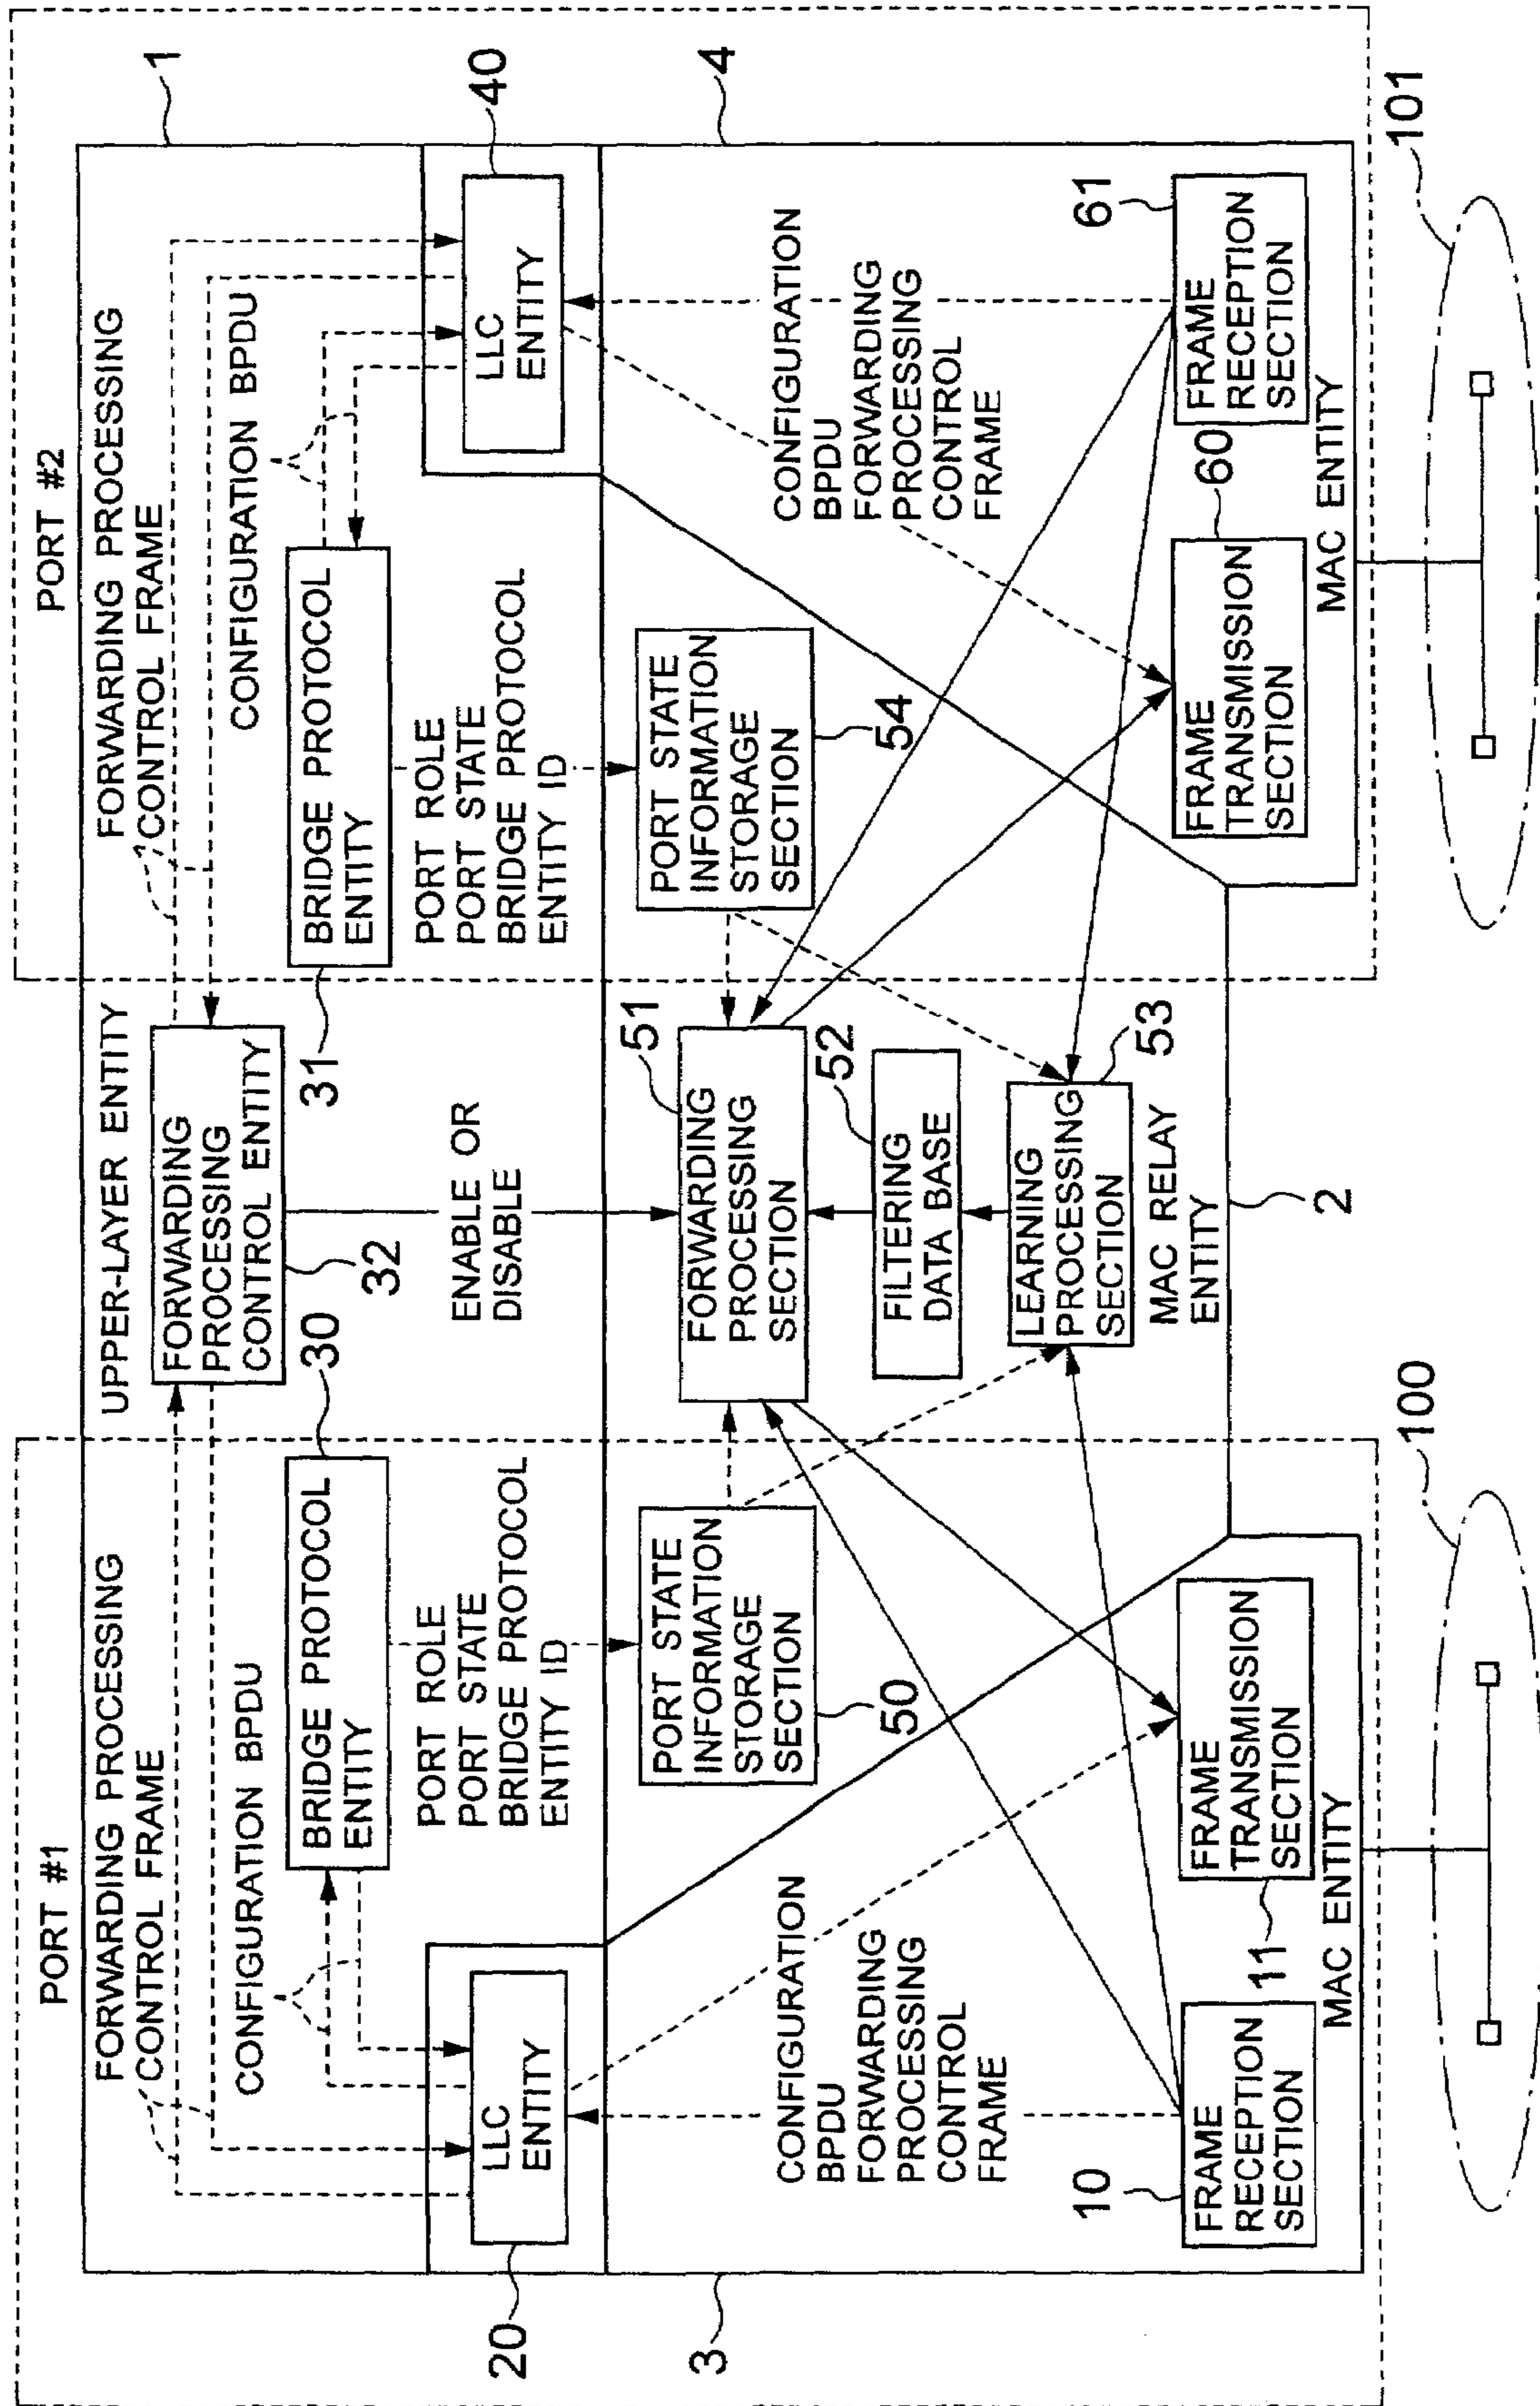 PORT #1
FORWARDING PROCESSING
CONTROL FRAME
CONFIGURATION BPDU
BRIDGE PROTOCOL
ENTITY
30
PORT ROLE
PORT STATE
BRIDGE PROTOCOL
ENTITY ID
LLC
ENTITY
20
3
PORT STATE
INFORMATION
STORAGE
SECTION
50
CONFIGURATION
BPDU
FORWARDING
PROCESSING
CONTROL
FRAME
10
FRAME
RECEPTION
SECTION
11
FRAME
TRANSMISSION
SECTION
MAC ENTITY
100
UPPER-LAYER ENTITY
FORWARDING
PROCESSING
CONTROL ENTITY
32
ENABLE OR
DISABLE
51
FORWARDING
PROCESSING
SECTION
52
FILTERING
DATA BASE
53
LEARNING
PROCESSING
SECTION
MAC RELAY
ENTITY
2
PORT #2
1
FORWARDING PROCESSING
CONTROL FRAME
CONFIGURATION BPDU
BRIDGE PROTOCOL
ENTITY
31
PORT ROLE
PORT STATE
BRIDGE PROTOCOL
ENTITY ID
LLC
ENTITY
40
4
PORT STATE
INFORMATION
STORAGE
SECTION
54
CONFIGURATION
BPDU
FORWARDING
PROCESSING
CONTROL
FRAME
60
FRAME
TRANSMISSION
SECTION
61
FRAME
RECEPTION
SECTION
MAC ENTITY
101